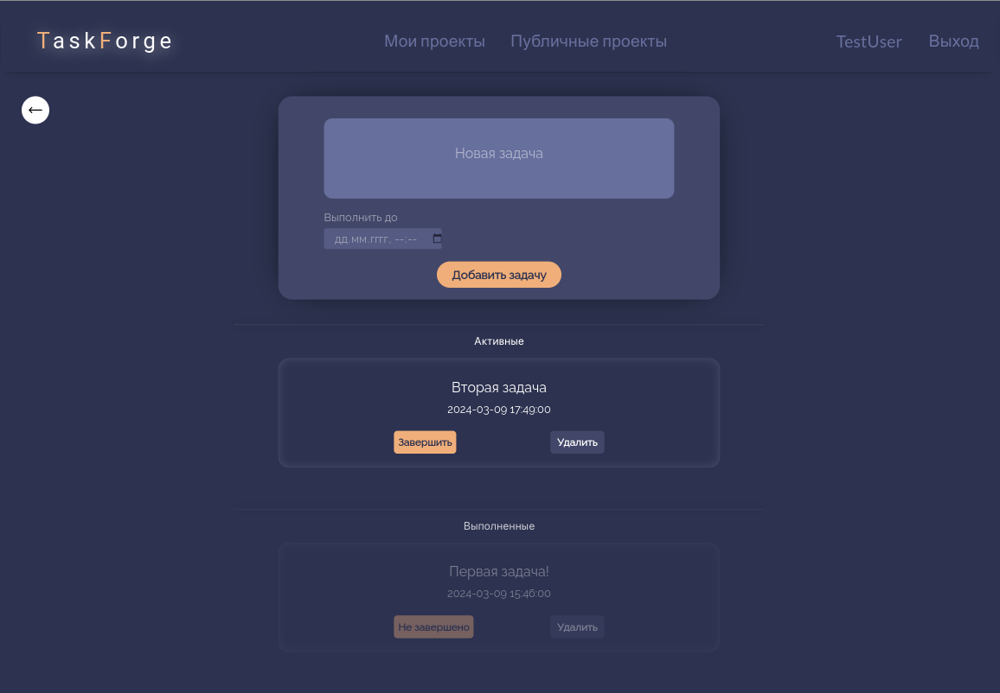 TaskForge
Мои проекты
Публичные проекты
TestUser
Выход
Новая задача
Выполнить до
дд.мм.гггг, --:--
Добавить задачу
Активные
Вторая задача
2024-03-09 17:49:00
Завершить
Удалить
Выполненные
Первая задача!
2024-03-09 15:46:00
Не завершено
Удалить